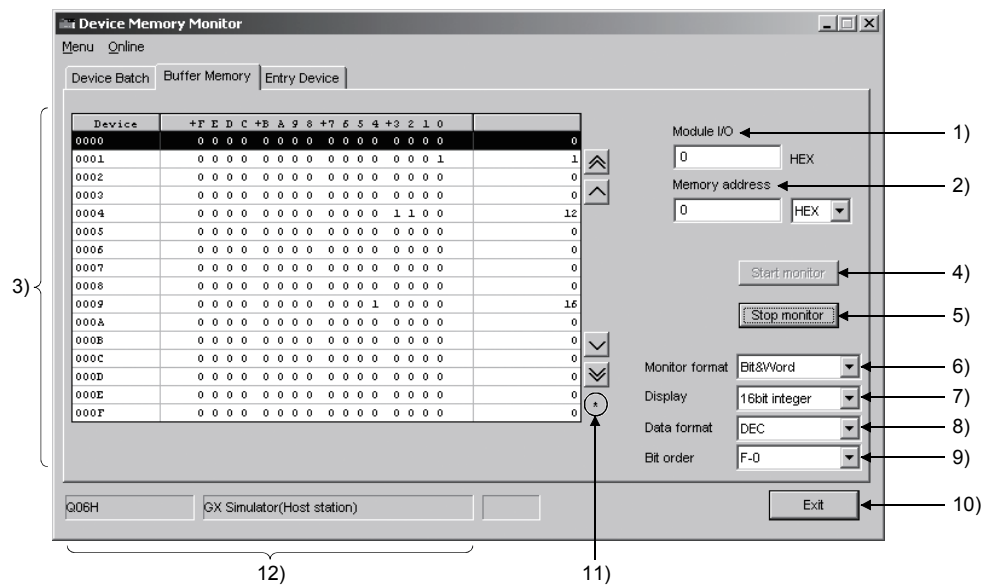 Device Memory Monitor
Menu Online
Device Batch Buffer Memory Entry Device
Device +F E D C +B A 9 8 +7 6 5 4 +3 2 1 0
0000 0 0 0 0 0 0 0 0 0 0 0 0 0 0 0 0 0
0001 0 0 0 0 0 0 0 0 0 0 0 0 0 0 0 1 1
0002 0 0 0 0 0 0 0 0 0 0 0 0 0 0 0 0 0
0003 0 0 0 0 0 0 0 0 0 0 0 0 0 0 0 0 0
0004 0 0 0 0 0 0 0 0 0 0 0 0 1 1 0 0 12
0005 0 0 0 0 0 0 0 0 0 0 0 0 0 0 0 0 0
0006 0 0 0 0 0 0 0 0 0 0 0 0 0 0 0 0 0
0007 0 0 0 0 0 0 0 0 0 0 0 0 0 0 0 0 0
0008 0 0 0 0 0 0 0 0 0 0 0 0 0 0 0 0 0
0009 0 0 0 0 0 0 0 0 0 0 0 1 0 0 0 0 16
000A 0 0 0 0 0 0 0 0 0 0 0 0 0 0 0 0 0
000B 0 0 0 0 0 0 0 0 0 0 0 0 0 0 0 0 0
000C 0 0 0 0 0 0 0 0 0 0 0 0 0 0 0 0 0
000D 0 0 0 0 0 0 0 0 0 0 0 0 0 0 0 0 0
000E 0 0 0 0 0 0 0 0 0 0 0 0 0 0 0 0 0
000F 0 0 0 0 0 0 0 0 0 0 0 0 0 0 0 0 0
*
3)
Module I/O 1)
0 HEX
Memory address 2)
0 HEX
Start monitor 4)
Stop monitor 5)
Monitor format Bit&Word 6)
Display 16bit integer 7)
Data format DEC 8)
Bit order F-0 9)
Q06H GX Simulator(Host station)
Exit 10)
12) 11)